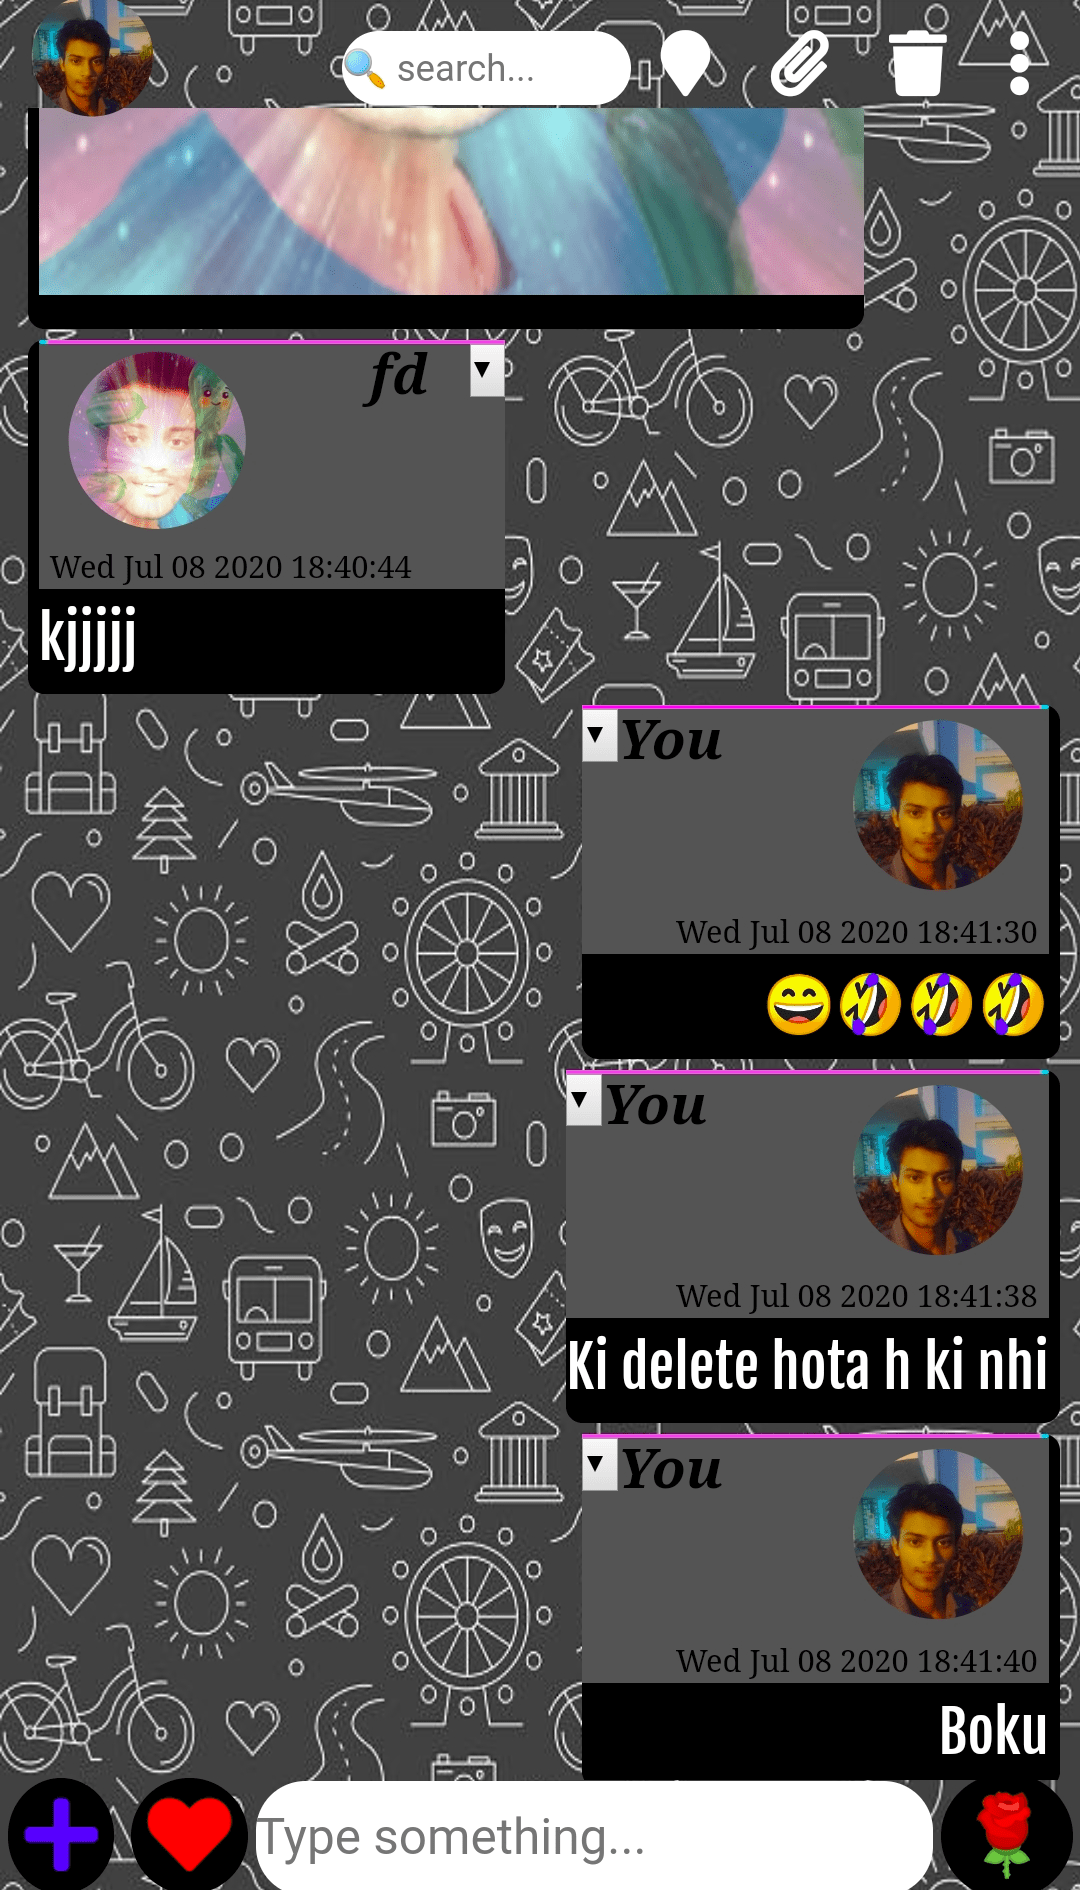 🔍 search...
fd ▼
Wed Jul 08 2020 18:40:44
kjjjjj
▼ You
Wed Jul 08 2020 18:41:30
😄🤣🤣🤣
▼ You
Wed Jul 08 2020 18:41:38
Ki delete hota h ki nhi
▼ You
Wed Jul 08 2020 18:41:40
Boku
Type something...